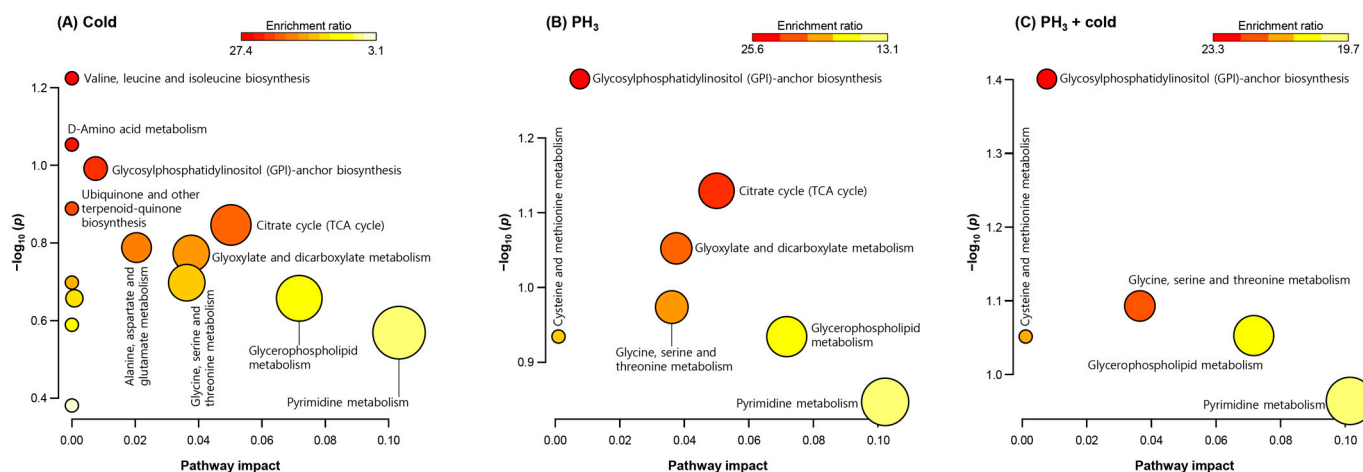 (A) Cold
Enrichment ratio
27.4 3.1
Valine, leucine and isoleucine biosynthesis
D-Amino acid metabolism
Glycosylphosphatidylinositol (GPI)-anchor biosynthesis
Ubiquinone and other
terpenoid-quinone
biosynthesis
Citrate cycle (TCA cycle)
Glyoxylate and dicarboxylate metabolism
Alanine, aspartate and
glutamate metabolism
Glycine, serine and
threonine metabolism
Glycerophospholipid
metabolism
Pyrimidine metabolism
−log10 (p)
1.2
1.0
0.8
0.6
0.4
0.00 0.02 0.04 0.06 0.08 0.10
Pathway impact
(B) PH3
Enrichment ratio
25.6 13.1
Glycosylphosphatidylinositol (GPI)-anchor biosynthesis
Cysteine and methionine metabolism
Citrate cycle (TCA cycle)
Glyoxylate and dicarboxylate metabolism
Glycine, serine and
threonine metabolism
Glycerophospholipid
metabolism
Pyrimidine metabolism
−log10 (p)
1.2
1.1
1.0
0.9
0.00 0.02 0.04 0.06 0.08 0.10
Pathway impact
(C) PH3 + cold
Enrichment ratio
23.3 19.7
Glycosylphosphatidylinositol (GPI)-anchor biosynthesis
Cysteine and methionine metabolism
Glycine, serine and threonine metabolism
Glycerophospholipid metabolism
Pyrimidine metabolism
−log10 (p)
1.4
1.3
1.2
1.1
1.0
0.00 0.02 0.04 0.06 0.08 0.10
Pathway impact